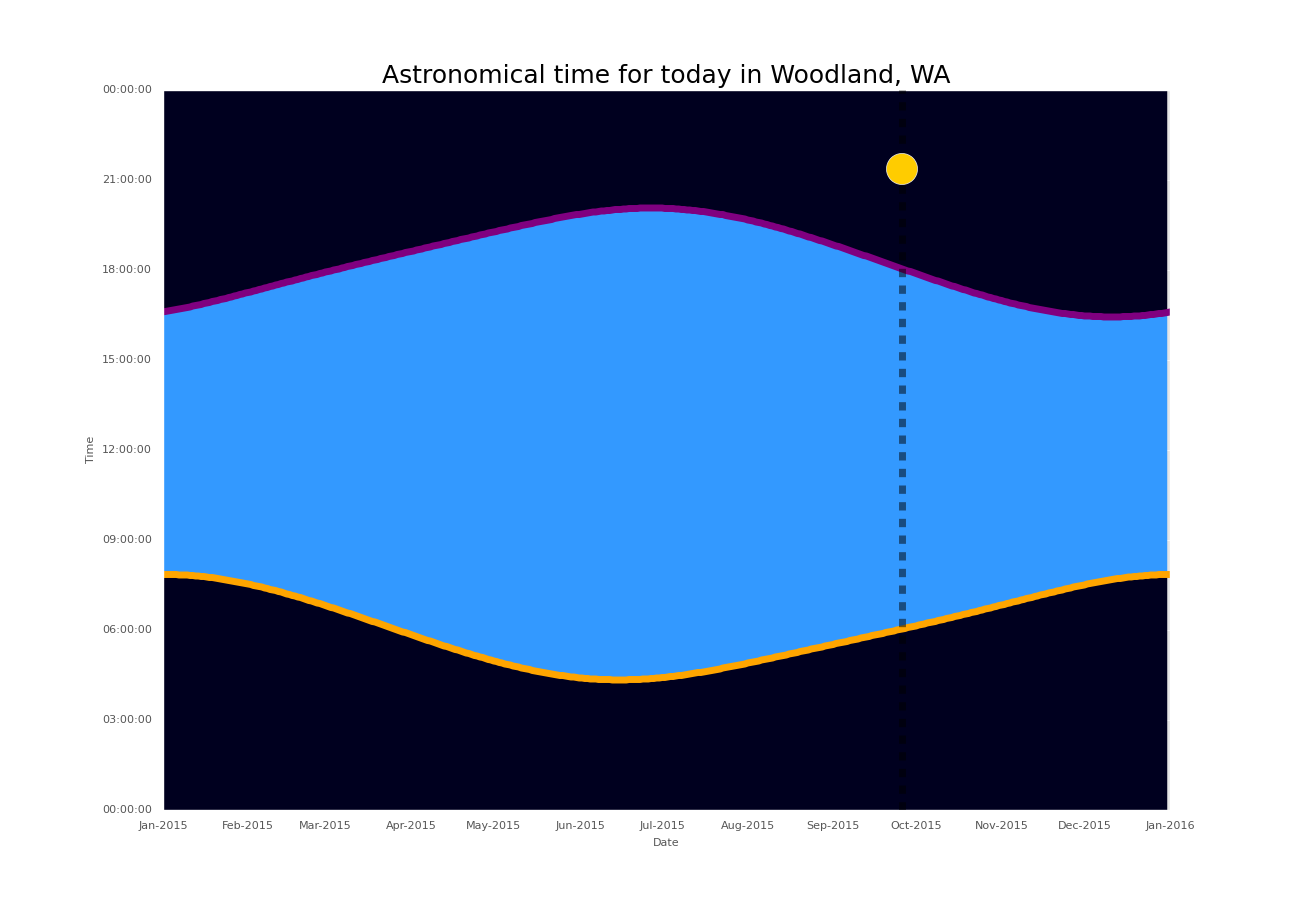 Astronomical time for today in Woodland, WA
00:00:00
21:00:00
18:00:00
15:00:00
12:00:00
09:00:00
06:00:00
03:00:00
00:00:00
Time
Jan-2015 Feb-2015 Mar-2015 Apr-2015 May-2015 Jun-2015 Jul-2015 Aug-2015 Sep-2015 Oct-2015 Nov-2015 Dec-2015 Jan-2016
Date